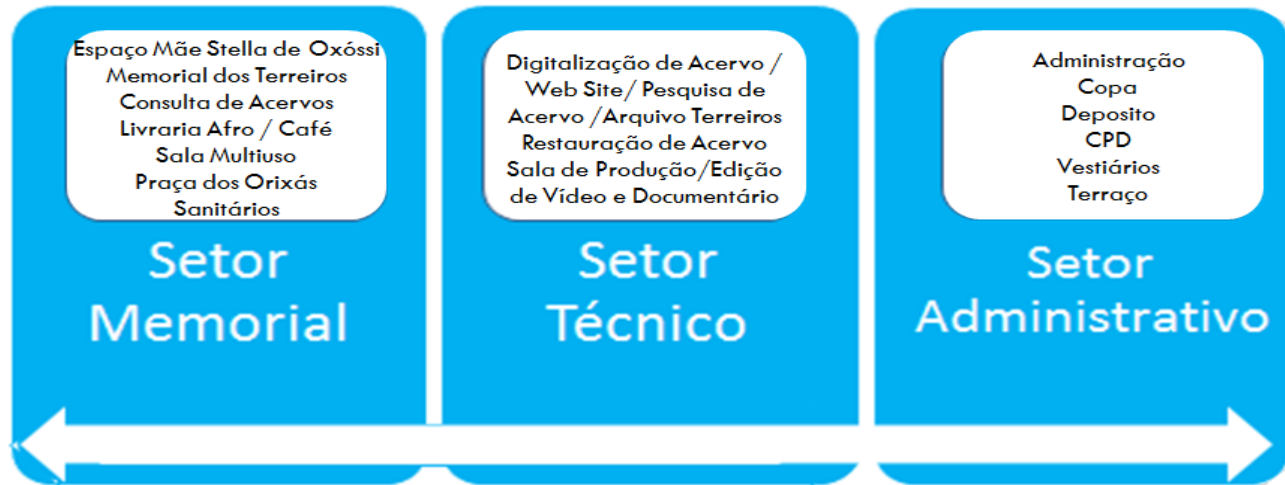 Espaço Mãe Stella de Oxóssi
Memorial dos Terreiros
Consulta de Acervos
Livraria Afro / Café
Sala Multiuso
Praça dos Orixás
Sanitários
Setor
Memorial
Digitalização de Acervo /
Web Site/ Pesquisa de
Acervo /Arquivo Terreiros
Restauração de Acervo
Sala de Produção/Edição
de Vídeo e Documentário
Setor
Técnico
Administração
Copa
Deposito
CPD
Vestiários
Terraço
Setor
Administrativo